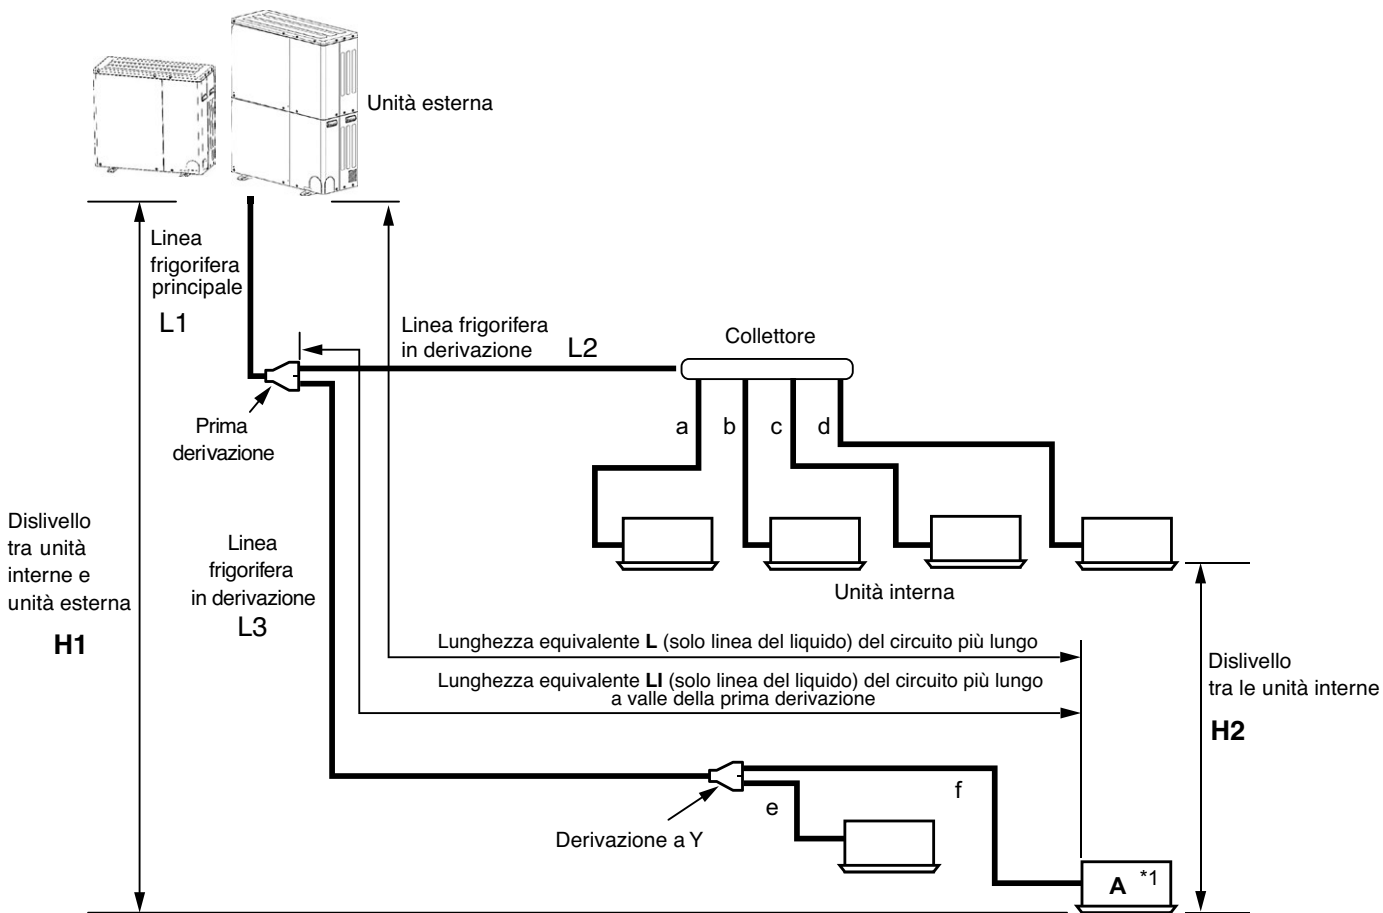 Unità esterna
Linea
frigorifera
principale
L1
Linea frigorifera
in derivazione
L2
Collettore
Prima
derivazione
a
b
c
d
Dislivello
tra unità
interne e
unità esterna
H1
Linea
frigorifera
in derivazione
L3
Unità interna
Lunghezza equivalente L (solo linea del liquido) del circuito più lungo
Lunghezza equivalente LI (solo linea del liquido) del circuito più lungo
a valle della prima derivazione
Dislivello
tra le unità interne
H2
Derivazione a Y
e
f
A *1